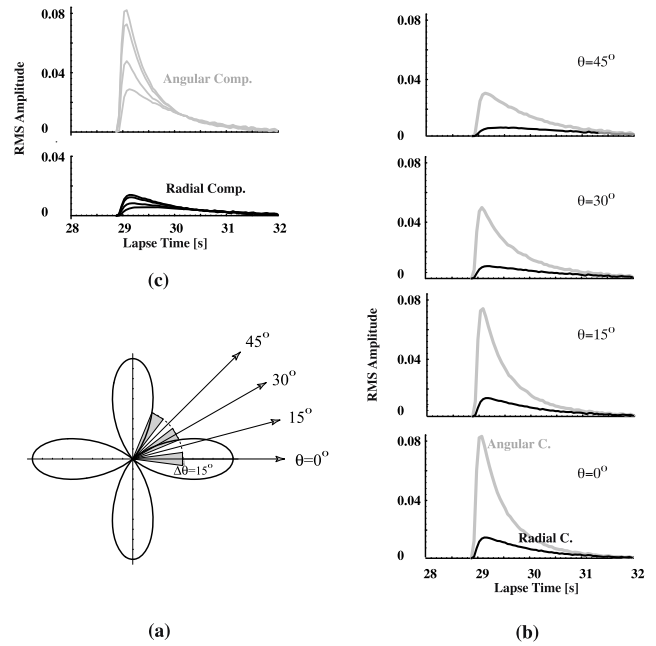 0.08
0.04
0
RMS Amplitude
Angular Comp.
0.04
0
Radial Comp.
28 29 30 31 32
Lapse Time [s]
(c)
45°
30°
15°
θ=0°
Δθ=15°
(a)
0.08
0.04
0
θ=45°
0.08
0.04
0
θ=30°
0.08
0.04
0
θ=15°
RMS Amplitude
0.08
0.04
0
Angular C.
θ=0°
Radial C.
28 29 30 31 32
Lapse Time [s]
(b)